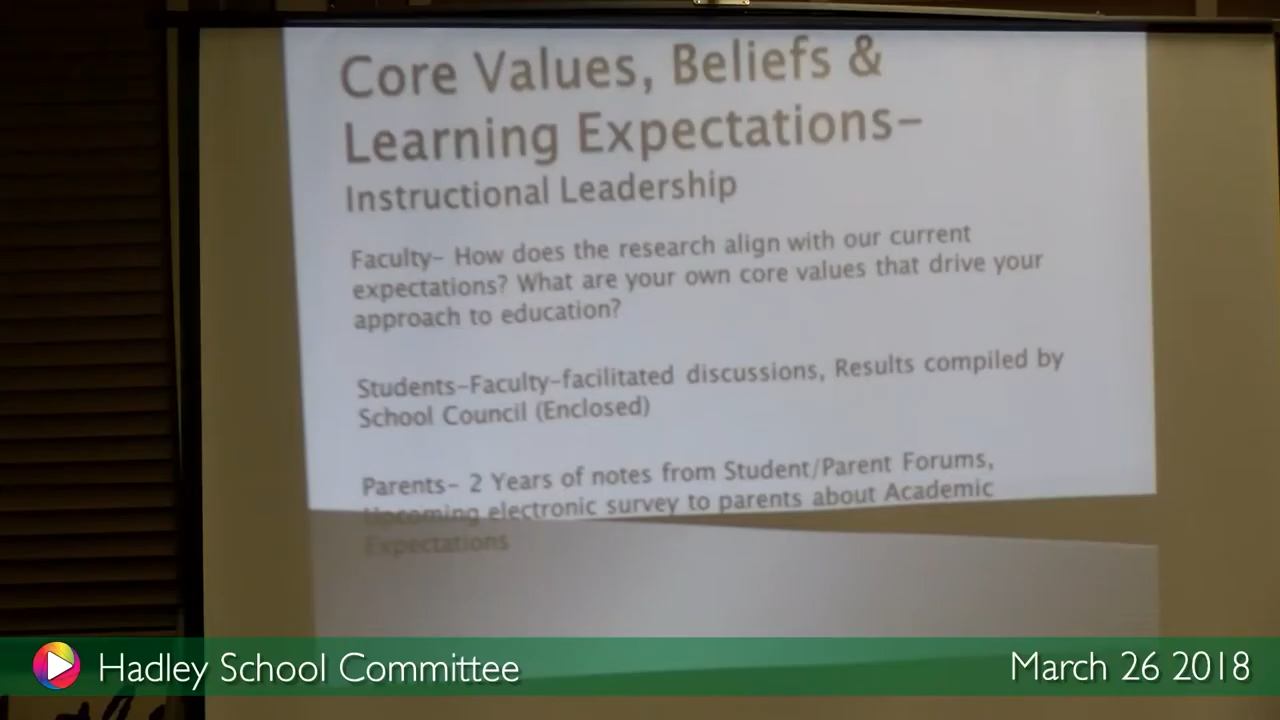 Core Values, Beliefs &
Learning Expectations-
Instructional Leadership
Faculty- How does the research align with our current
expectations? What are your own core values that drive your
approach to education?
Students-Faculty-facilitated discussions, Results compiled by
School Council (Enclosed)
Parents- 2 Years of notes from Student/Parent Forums,
Upcoming electronic survey to parents about Academic
Expectations
Hadley School Committee
March 26 2018